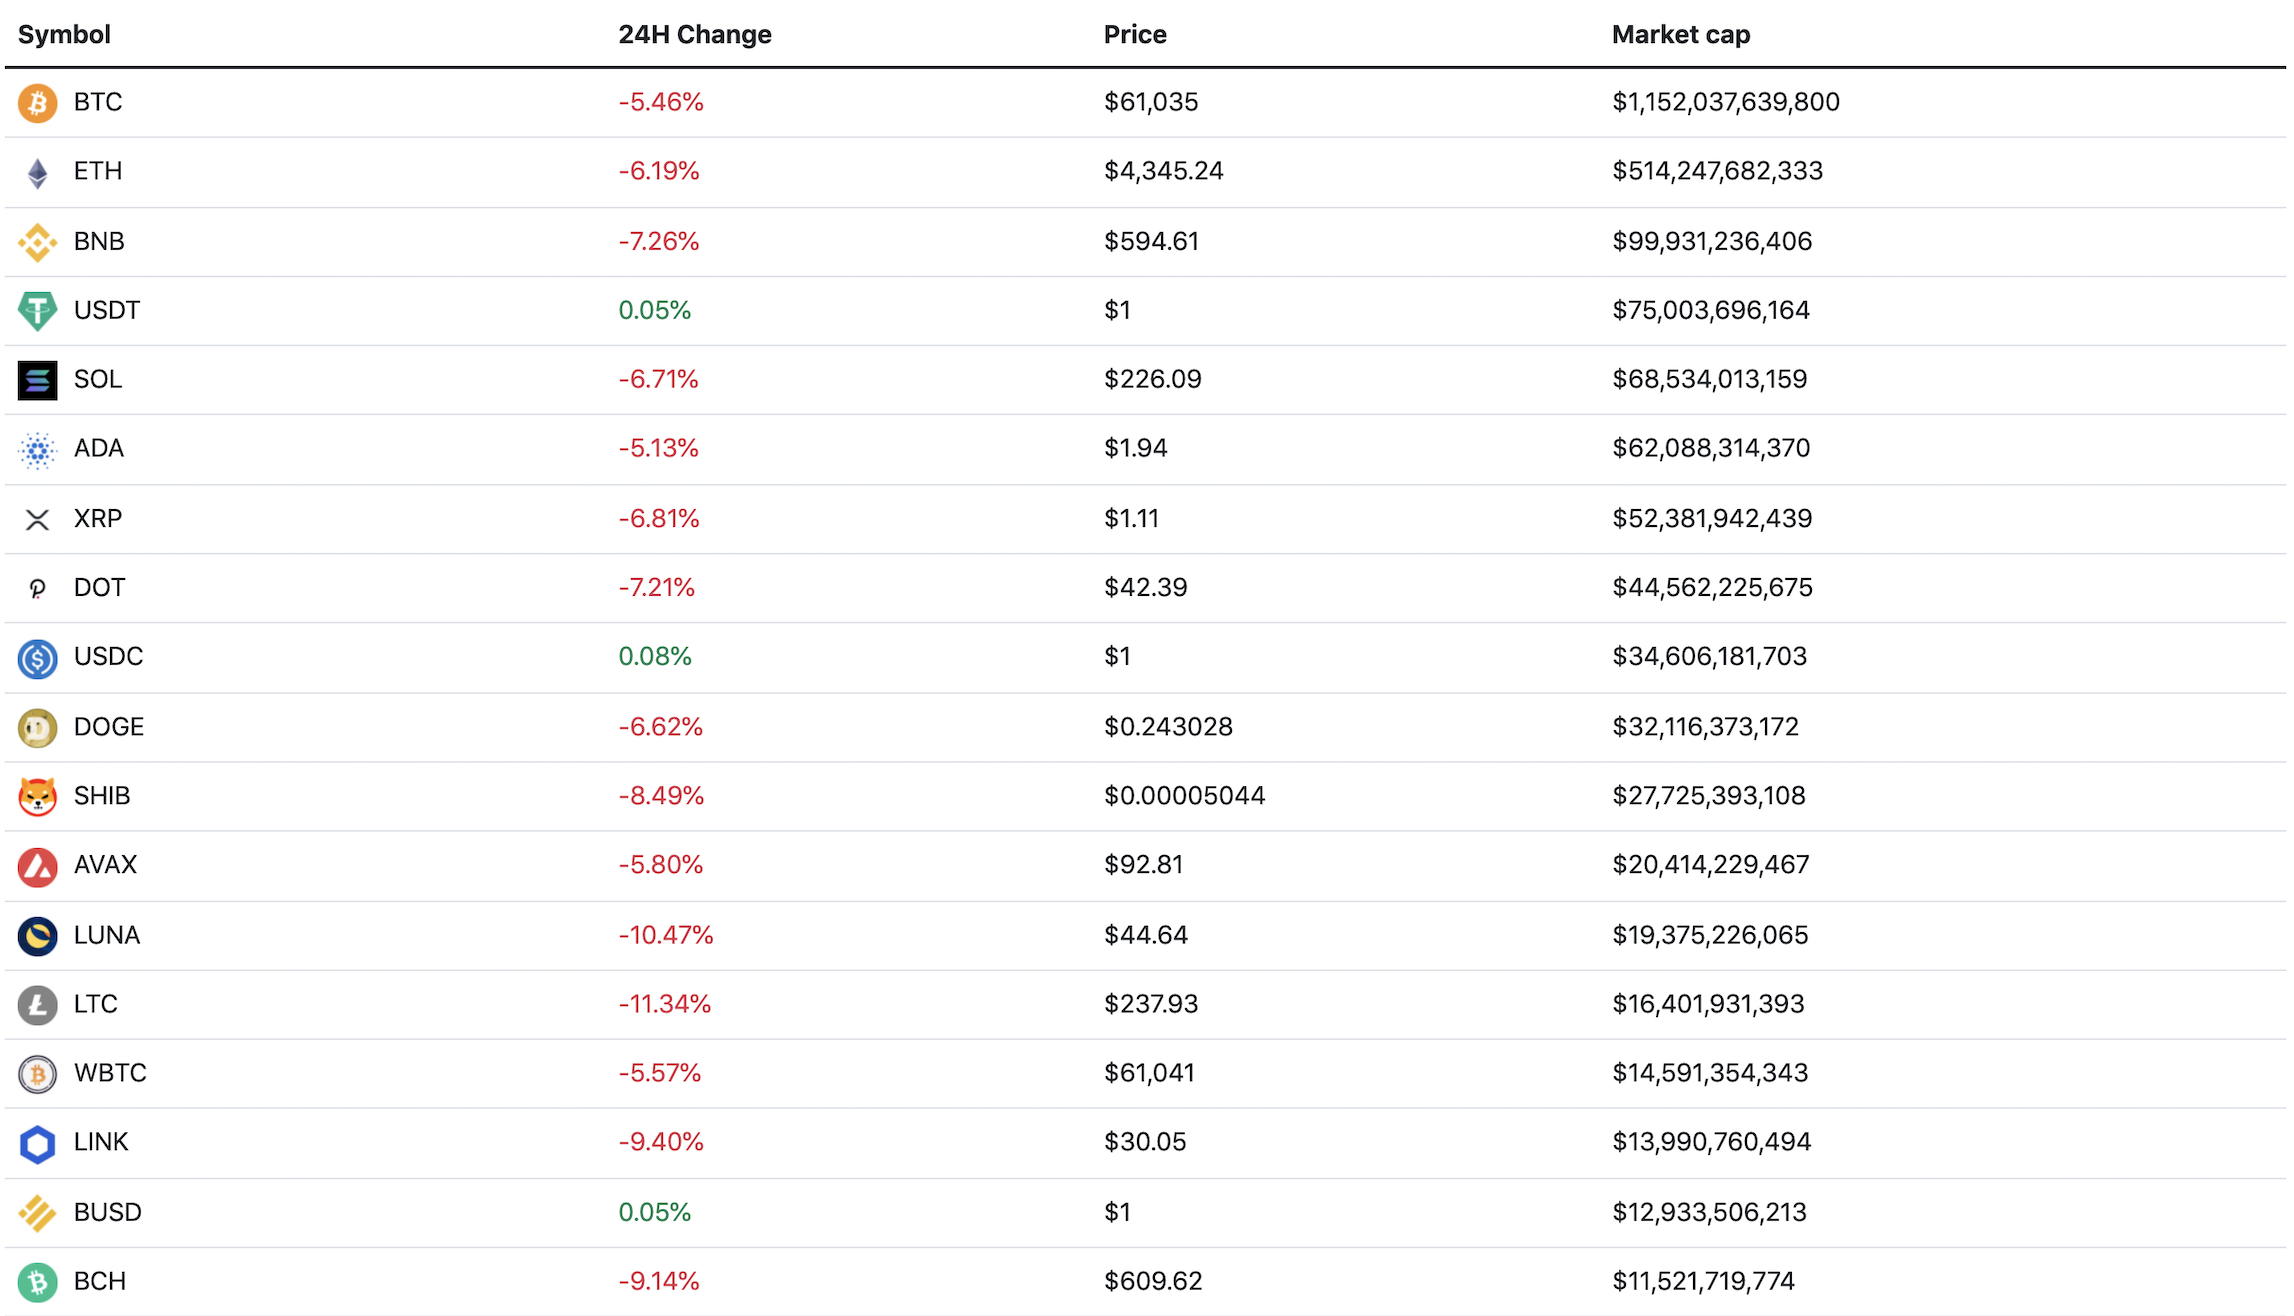 Symbol 24H Change Price Market cap
BTC -5.46% $61,035 $1,152,037,639,800
ETH -6.19% $4,345.24 $514,247,682,333
BNB -7.26% $594.61 $99,931,236,406
USDT 0.05% $1 $75,003,696,164
SOL -6.71% $226.09 $68,534,013,159
ADA -5.13% $1.94 $62,088,314,370
XRP -6.81% $1.11 $52,381,942,439
DOT -7.21% $42.39 $44,562,225,675
USDC 0.08% $1 $34,606,181,703
DOGE -6.62% $0.243028 $32,116,373,172
SHIB -8.49% $0.00005044 $27,725,393,108
AVAX -5.80% $92.81 $20,414,229,467
LUNA -10.47% $44.64 $19,375,226,065
LTC -11.34% $237.93 $16,401,931,393
WBTC -5.57% $61,041 $14,591,354,343
LINK -9.40% $30.05 $13,990,760,494
BUSD 0.05% $1 $12,933,506,213
BCH -9.14% $609.62 $11,521,719,774